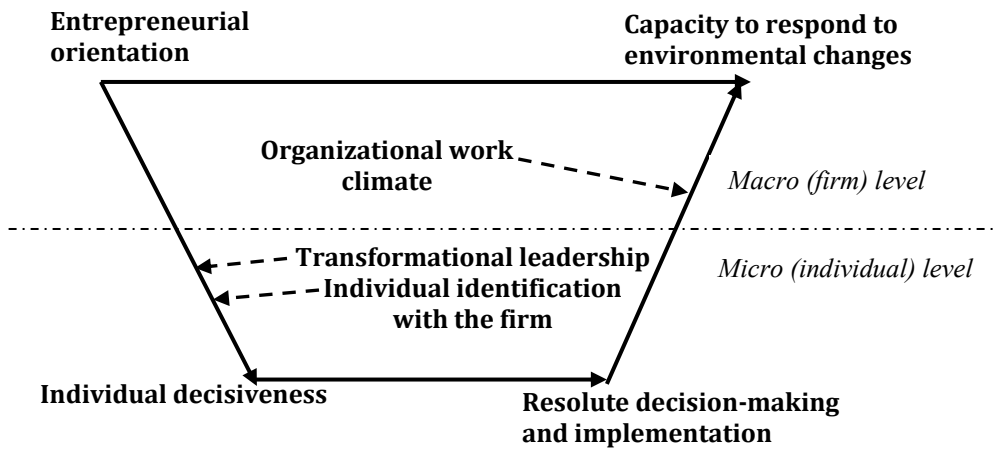 Entrepreneurial
orientation
Capacity to respond to
environmental changes
Organizational work
climate
Macro (firm) level
Transformational leadership
Micro (individual) level
Individual identification
with the firm
Individual decisiveness
Resolute decision-making
and implementation